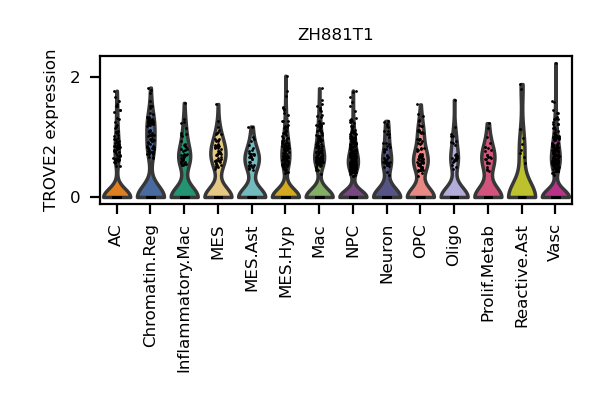 ZH881T1
TROVE2 expression
2
0
AC
Chromatin.Reg
Inflammatory.Mac
MES
MES.Ast
MES.Hyp
Mac
NPC
Neuron
OPC
Oligo
Prolif.Metab
Reactive.Ast
Vasc